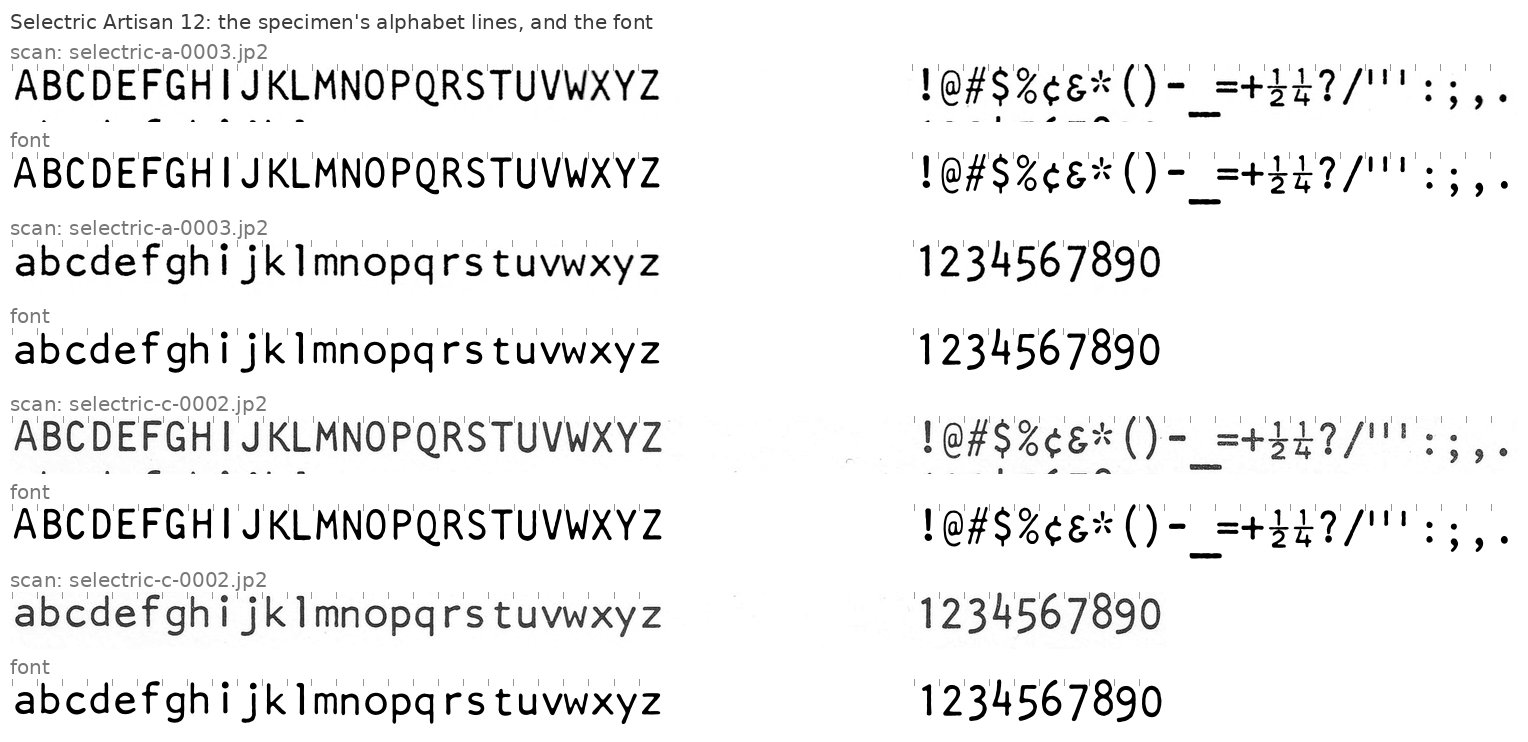 Selectric Artisan 12: the specimen's alphabet lines, and the font
scan: selectric-a-0003.jp2
ABCDEFGHIJKLMNOPQRSTUVWXYZ !@#$%¢&*()-_=+½¼?/'":;,.
font
ABCDEFGHIJKLMNOPQRSTUVWXYZ !@#$%¢&*()-_=+½¼?/'":;,.
scan: selectric-a-0003.jp2
abcdefghijklmnopqrstuvwxyz 1234567890
font
abcdefghijklmnopqrstuvwxyz 1234567890
scan: selectric-c-0002.jp2
ABCDEFGHIJKLMNOPQRSTUVWXYZ !@#$%¢&*()-_=+½¼?/'":;,.
font
ABCDEFGHIJKLMNOPQRSTUVWXYZ !@#$%¢&*()-_=+½¼?/'":;,.
scan: selectric-c-0002.jp2
abcdefghijklmnopqrstuvwxyz 1234567890
font
abcdefghijklmnopqrstuvwxyz 1234567890